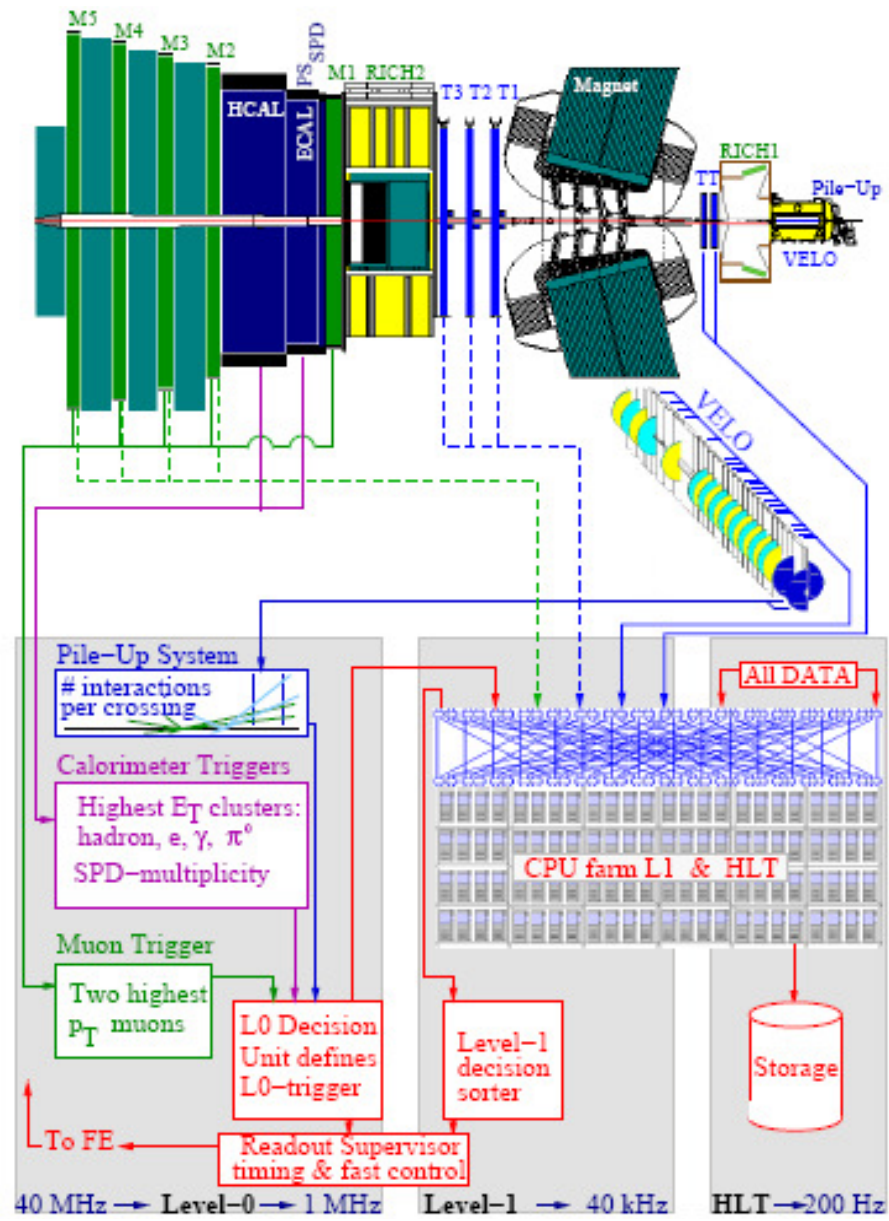 M5
M4
M3
M2
PS
SPD
M1
RICH2
HCAL
ECAL
T3
T2
T1
Magnet
RICH1
TT
Pile-Up
VELO
VELO
Pile-Up System
# interactions
per crossing
Calorimeter Triggers
Highest E_T clusters:
hadron, e, γ, π°
SPD-multiplicity
Muon Trigger
Two highest
p_T muons
L0 Decision
Unit defines
L0-trigger
To FE
Readout Supervisor
timing & fast control
All DATA
CPU farm L1 & HLT
Level-1
decision
sorter
Storage
40 MHz → Level-0 → 1 MHz
Level-1 → 40 kHz
HLT → 200 Hz